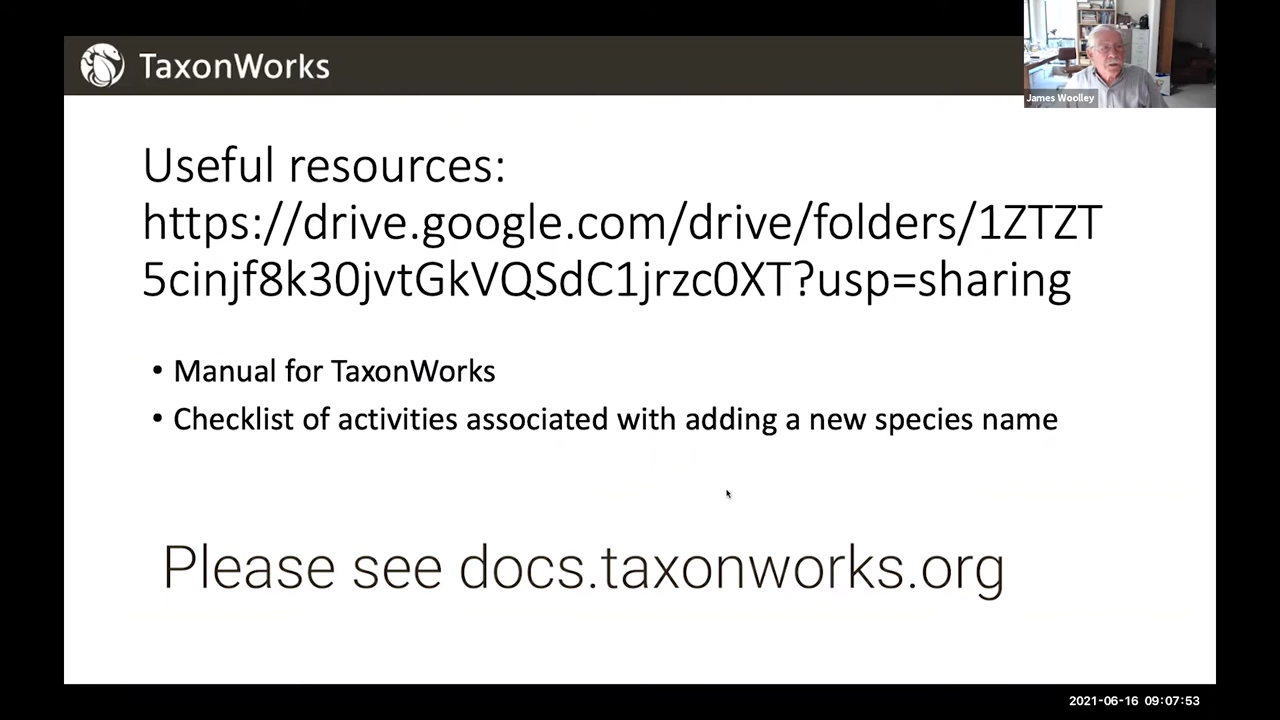 TaxonWorks
James Woolley
Useful resources:
https://drive.google.com/drive/folders/1ZTZT
5cinjf8k30jvtGkVQSdC1jrzc0XT?usp=sharing
• Manual for TaxonWorks
• Checklist of activities associated with adding a new species name
Please see docs.taxonworks.org
2021-06-16 09:07:53